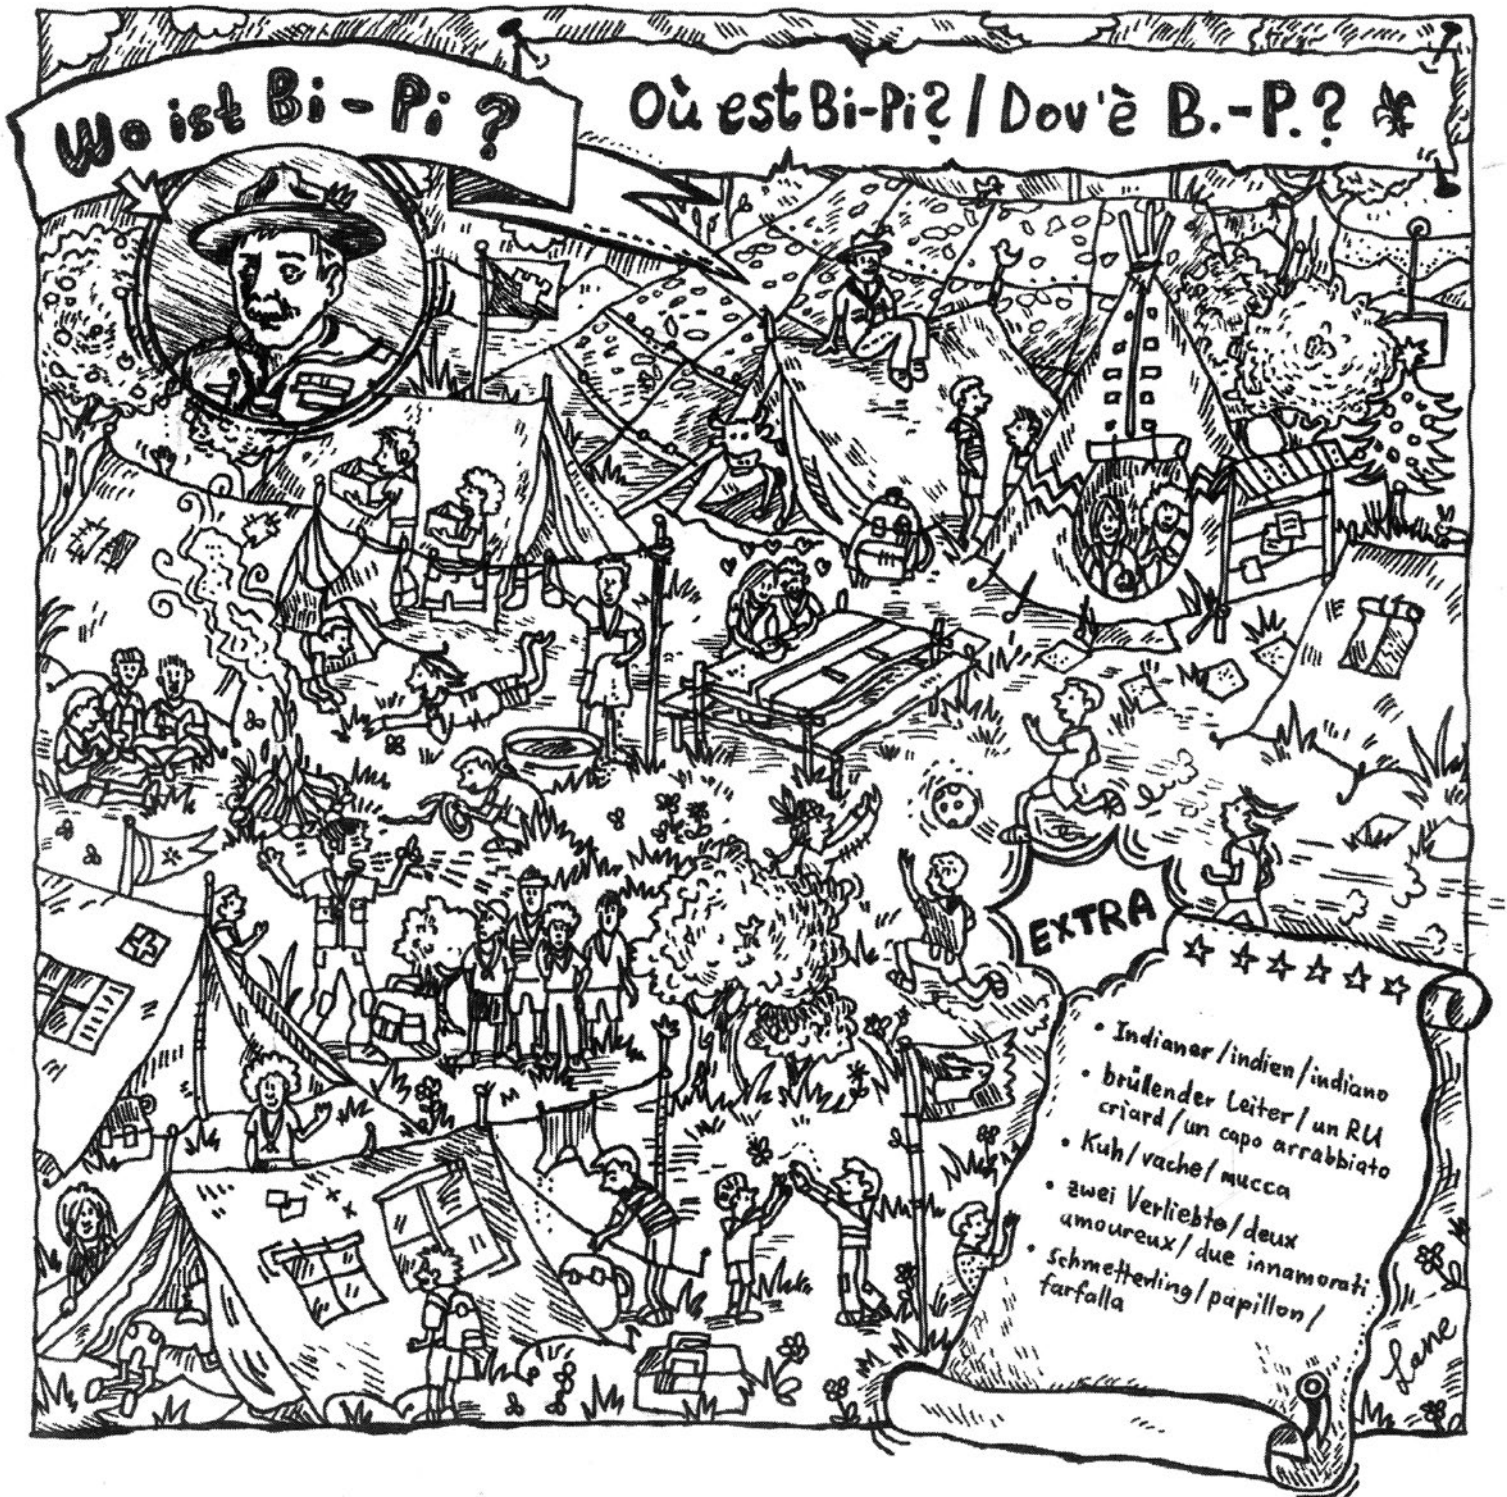 Wo ist Bi-Pi?
Où est Bi-Pi? / Dov'è B.-P.?
EXTRA
• Indianer/indien/indiano
• brüllender Leiter/un RU
criard/un capo arrabbiato
• Kuh/vache/mucca
• zwei Verliebte/deux
amoureux/due innamorati
• Schmetterling/papillon/
farfalla
Lane